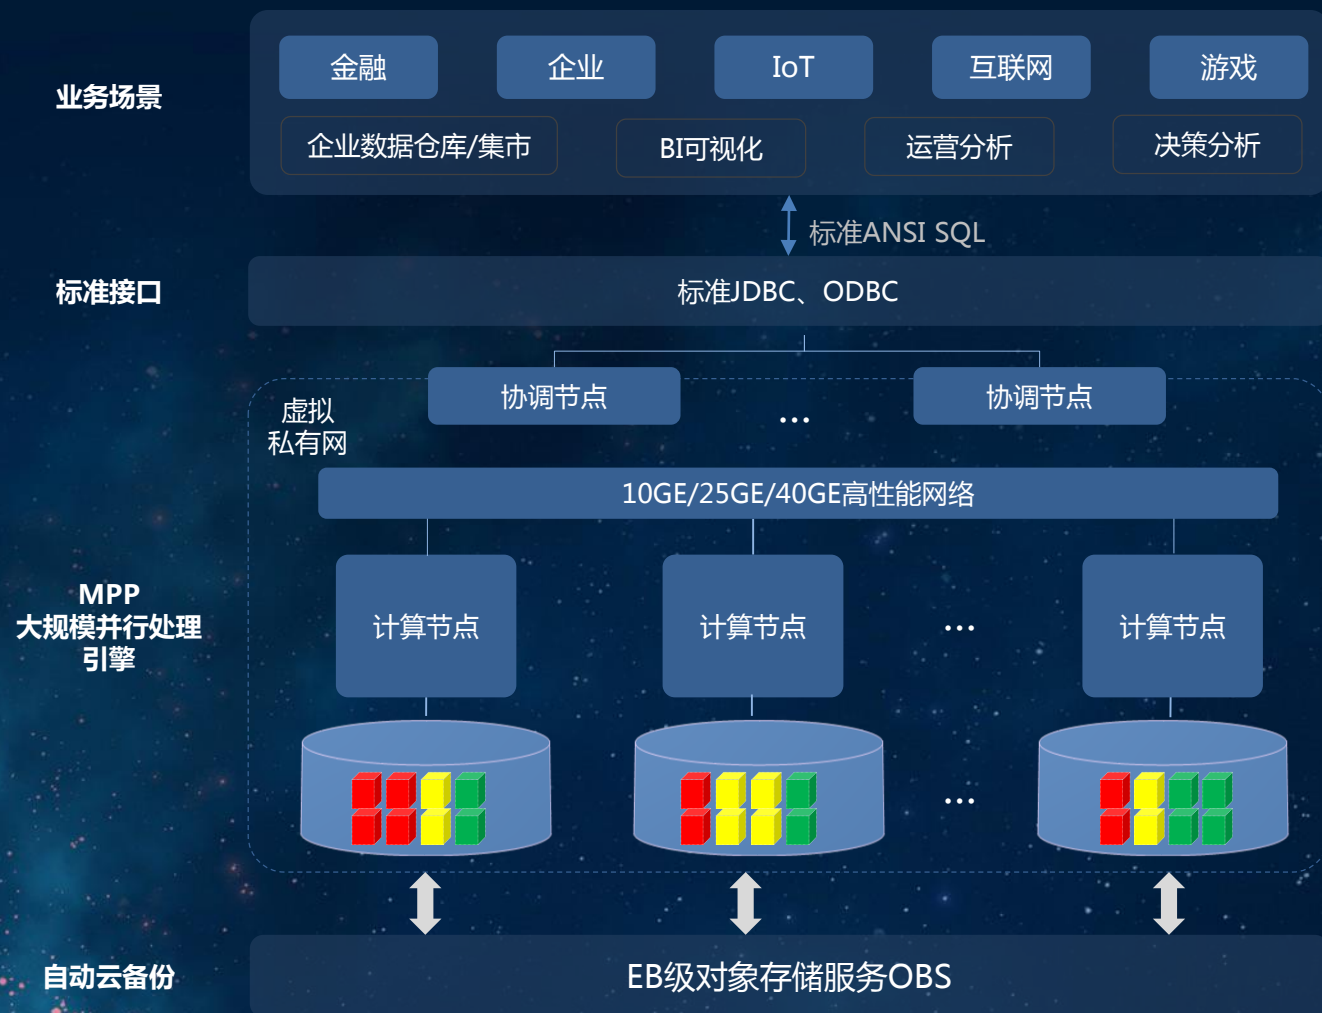 业务场景
金融
企业
IoT
互联网
游戏
企业数据仓库/集市
BI可视化
运营分析
决策分析
标准ANSI SQL
标准接口
标准JDBC、ODBC
虚拟
私有网
协调节点
...
协调节点
10GE/25GE/40GE高性能网络
MPP
大规模并行处理
引擎
计算节点
计算节点
...
计算节点
...
自动云备份
EB级对象存储服务OBS